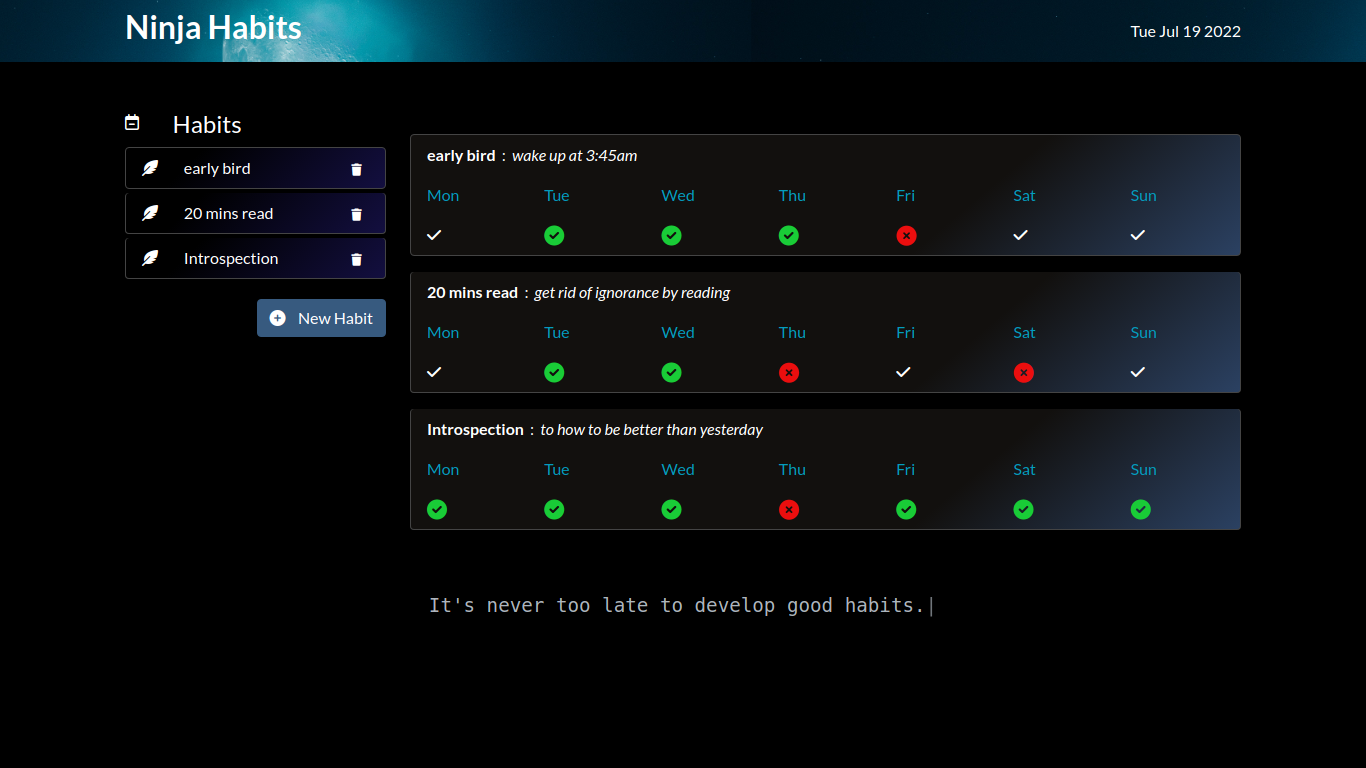 Ninja Habits
Tue Jul 19 2022
Habits
early bird
20 mins read
Introspection
New Habit
early bird : wake up at 3:45am
Mon Tue Wed Thu Fri Sat Sun
20 mins read : get rid of ignorance by reading
Mon Tue Wed Thu Fri Sat Sun
Introspection : to how to be better than yesterday
Mon Tue Wed Thu Fri Sat Sun
It's never too late to develop good habits.|